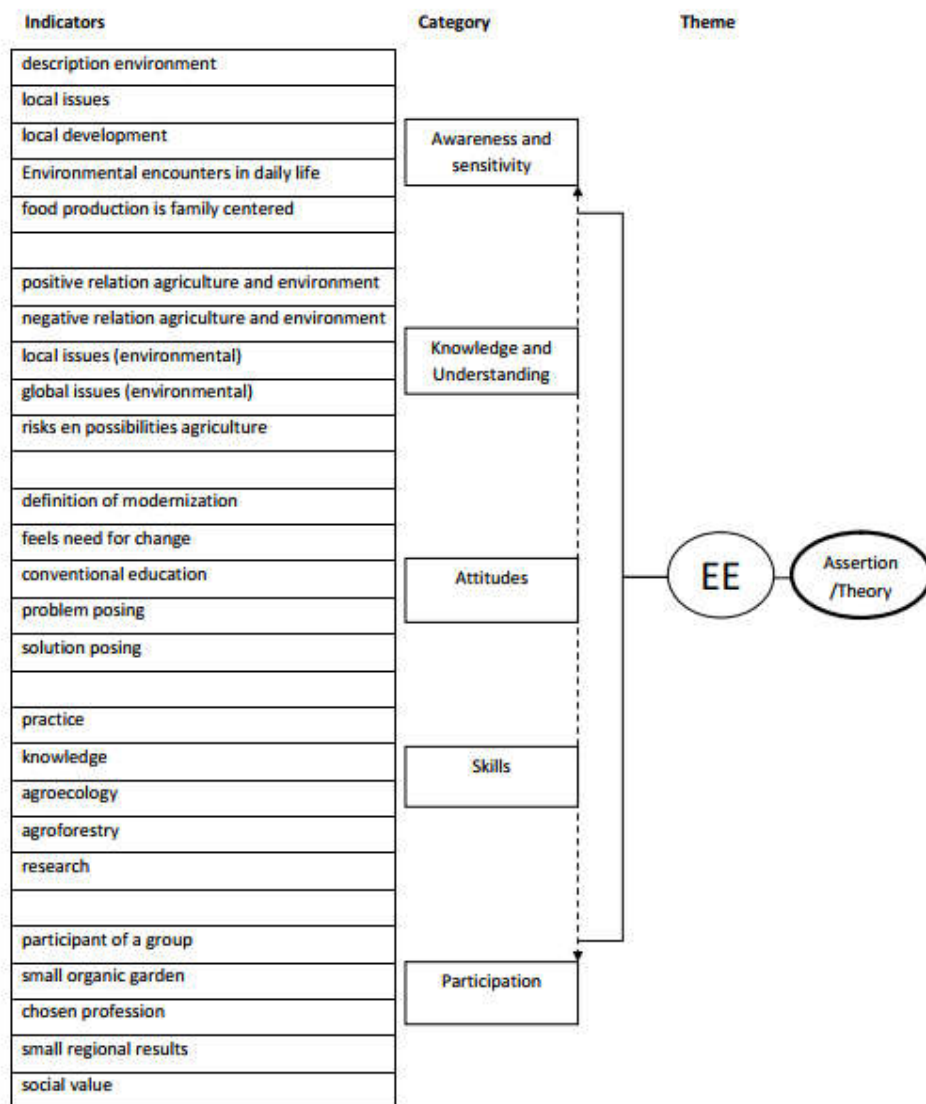 Indicators
Category
Theme
description environment
local issues
local development
Environmental encounters in daily life
food production is family centered
Awareness and
sensitivity
positive relation agriculture and environment
negative relation agriculture and environment
local issues (environmental)
global issues (environmental)
risks en possibilities agriculture
Knowledge and
Understanding
definition of modernization
feels need for change
conventional education
problem posing
solution posing
Attitudes
EE
Assertion
/Theory
practice
knowledge
agroecology
agroforestry
research
Skills
participant of a group
small organic garden
chosen profession
small regional results
social value
Participation